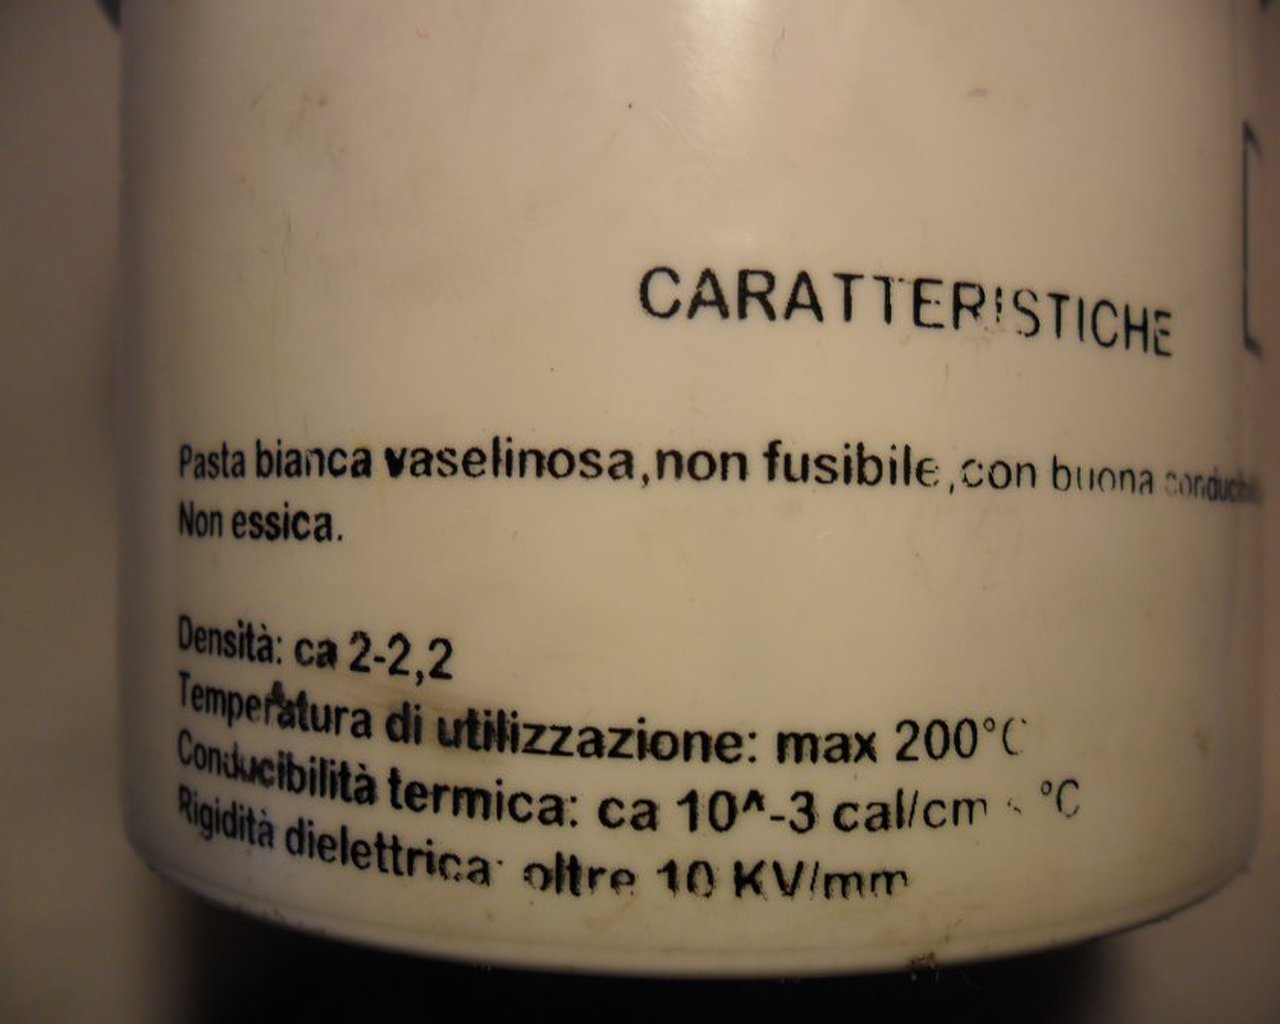 CARATTERISTICHE
Pasta bianca vaselinosa,non fusibile,con buona
Non essica.
Densità: ca 2-2,2
Temperatura di utilizzazione: max 200°C
Conducibilità termica: ca 10^-3 cal/cm s °C
Rigidità dielettrica: oltre 10 KV/mm